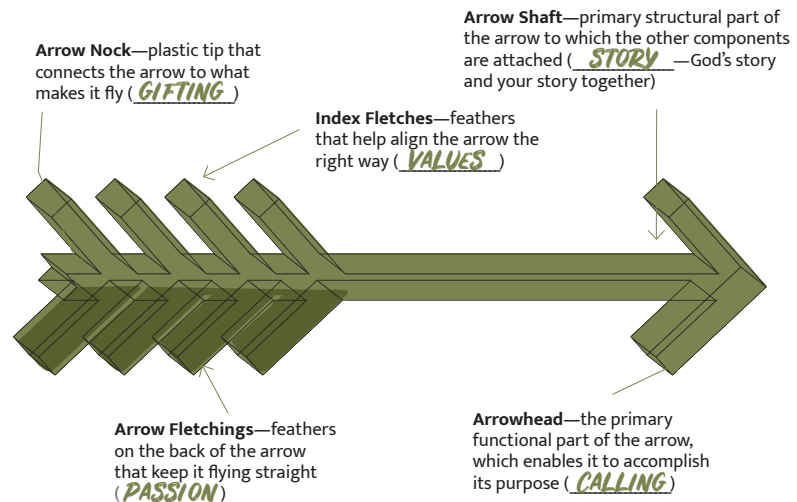 Arrow Shaft—primary structural part of
the arrow to which the other components
are attached (STORY—God's story
and your story together)
Arrow Nock—plastic tip that
connects the arrow to what
makes it fly (GIFTING)
Index Fletches—feathers
that help align the arrow the
right way (VALUES)
Arrow Fletchings—feathers
on the back of the arrow
that keep it flying straight
(PASSION)
Arrowhead—the primary
functional part of the arrow,
which enables it to accomplish
its purpose (CALLING)